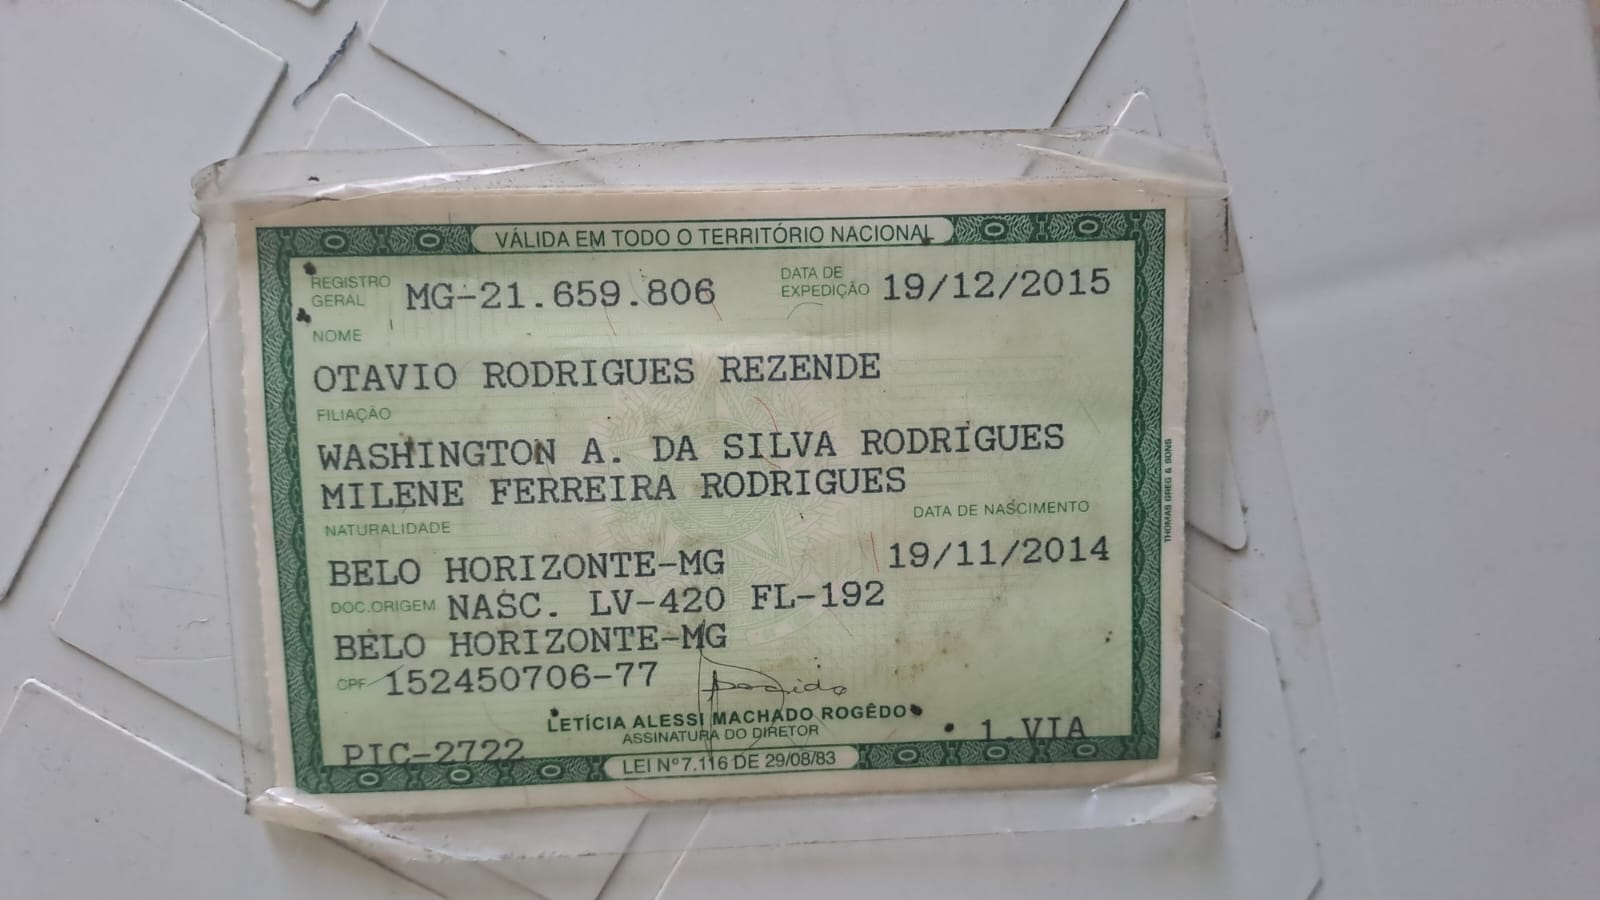 VÁLIDA EM TODO O TERRITÓRIO NACIONAL
REGISTRO GERAL MG-21.659.806 DATA DE EXPEDIÇÃO 19/12/2015
NOME
OTAVIO RODRIGUES REZENDE
FILIAÇÃO
WASHINGTON A. DA SILVA RODRIGUES
MILENE FERREIRA RODRIGUES
NATURALIDADE DATA DE NASCIMENTO
BELO HORIZONTE-MG 19/11/2014
DOC.ORIGEM NASC. LV-420 FL-192
BELO HORIZONTE-MG
CPF 152450706-77
LETÍCIA ALESSI MACHADO ROGÊDO
ASSINATURA DO DIRETOR
PIC-2722 1.VIA
LEI Nº 7.116 DE 29/08/83
THOMAS GREG & SONS